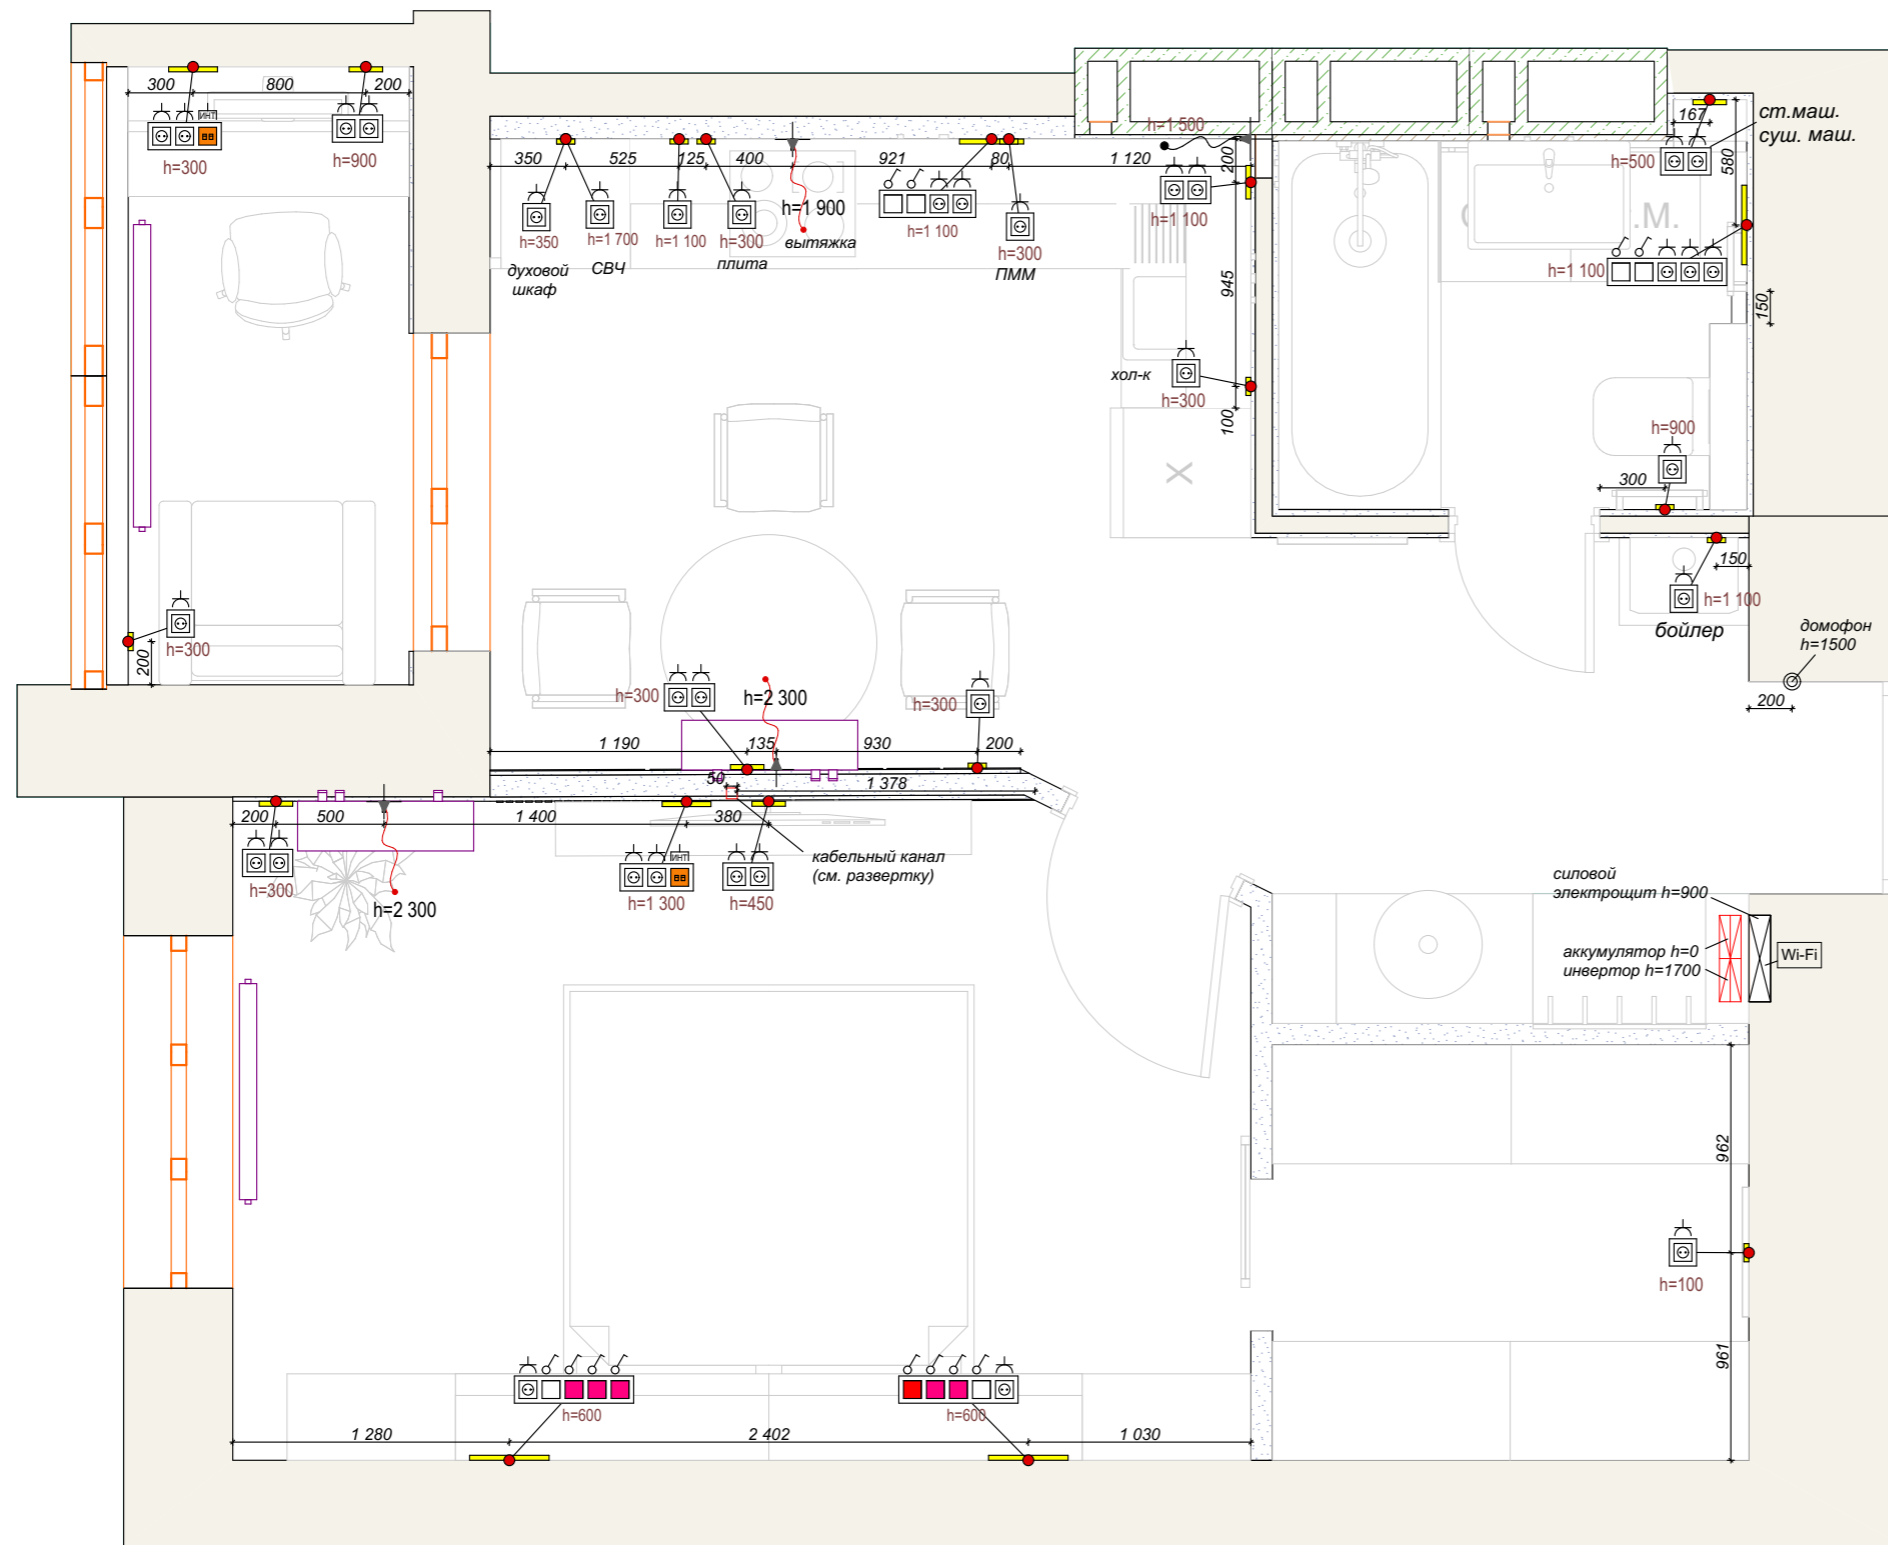 300
800
200
ИНТ
h=300
h=900
350
525
125
400
921
80
1 120
h=1 500
200
167
ст.маш.
суш. маш.
h=500
580
h=350
h=1 700
h=1 100
h=300
h=1 900
h=1 100
h=300
h=1 100
духовой
шкаф
СВЧ
плита
вытяжка
ПММ
945
.М.
h=1 100
150
хол-к
h=300
100
Х
h=900
300
150
h=1 100
бойлер
домофон
h=1500
200
h=300
200
h=300
h=2 300
h=300
1 190
135
930
200
50
1 378
200
500
1 400
380
ИНТ
h=300
h=2 300
h=1 300
h=450
кабельный канал
(см. развертку)
силовой
электрощит h=900
аккумулятор h=0
инвертор h=1700
Wi-Fi
962
h=100
961
h=600
h=600
1 280
2 402
1 030